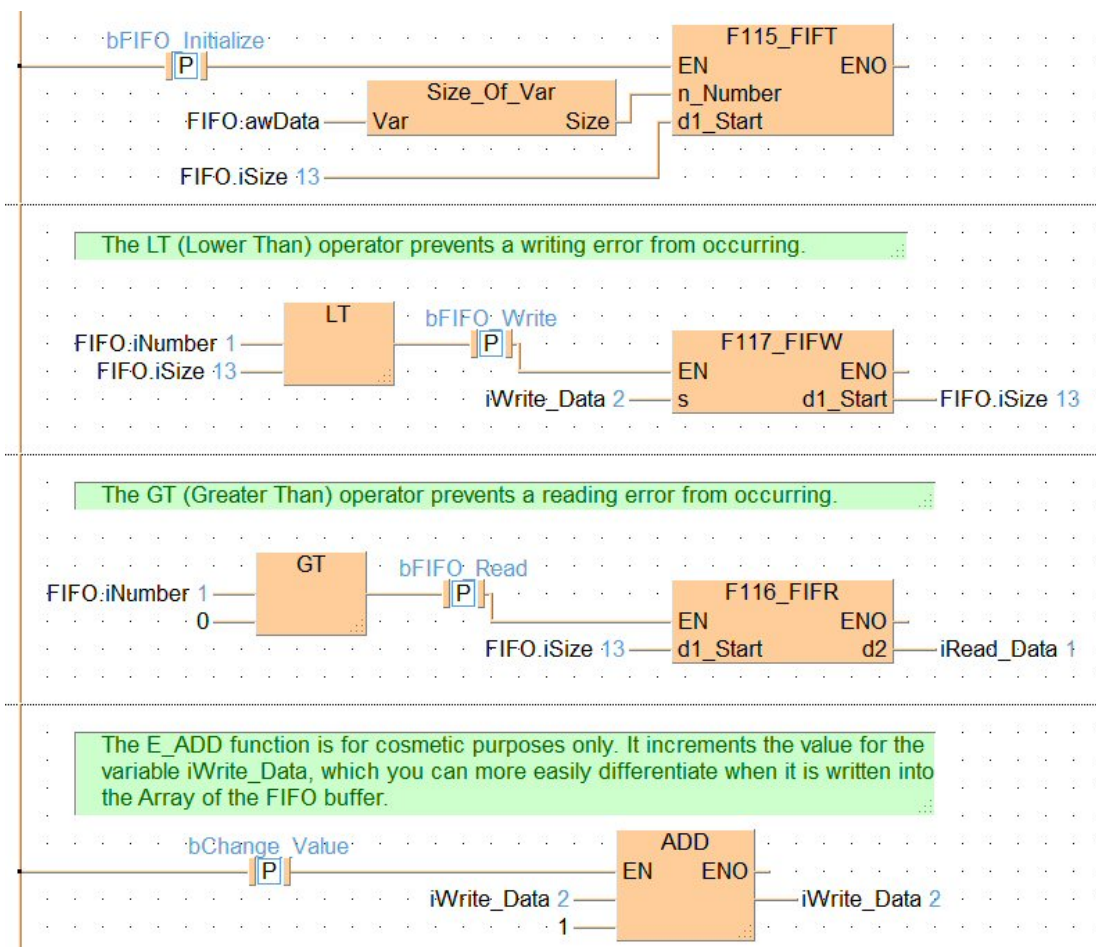 bFIFO_Initialize
P
F115_FIFT
EN ENO
Size_Of_Var
n_Number
FIFO.awData Var Size d1_Start
FIFO.iSize 13
The LT (Lower Than) operator prevents a writing error from occurring.
LT
bFIFO_Write
FIFO.iNumber 1
P
F117_FIFW
FIFO.iSize 13
EN ENO
iWrite_Data 2 s d1_Start FIFO.iSize 13
The GT (Greater Than) operator prevents a reading error from occurring.
GT
bFIFO_Read
FIFO.iNumber 1
P
F116_FIFR
0
EN ENO
FIFO.iSize 13 d1_Start d2 iRead_Data 1
The E_ADD function is for cosmetic purposes only. It increments the value for the
variable iWrite_Data, which you can more easily differentiate when it is written into
the Array of the FIFO buffer.
bChange_Value
P
ADD
EN ENO
iWrite_Data 2 iWrite_Data 2
1